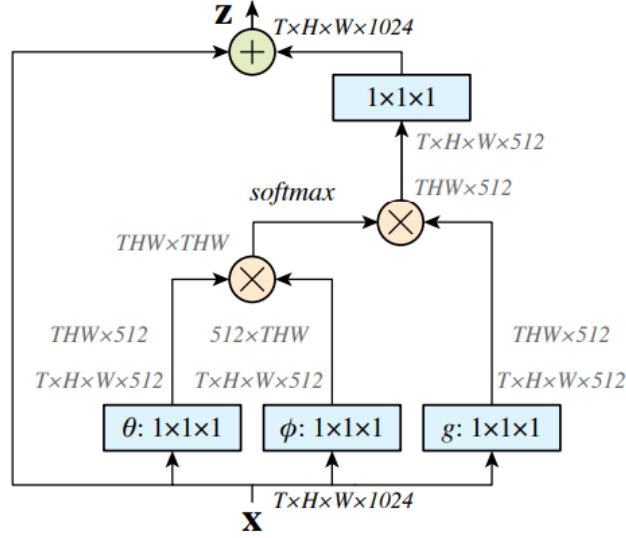 z
T×H×W×1024
+
1×1×1
T×H×W×512
THW×512
softmax
×
THW×THW
×
THW×512
512×THW
THW×512
T×H×W×512
T×H×W×512
T×H×W×512
θ: 1×1×1
ϕ: 1×1×1
g: 1×1×1
T×H×W×1024
x